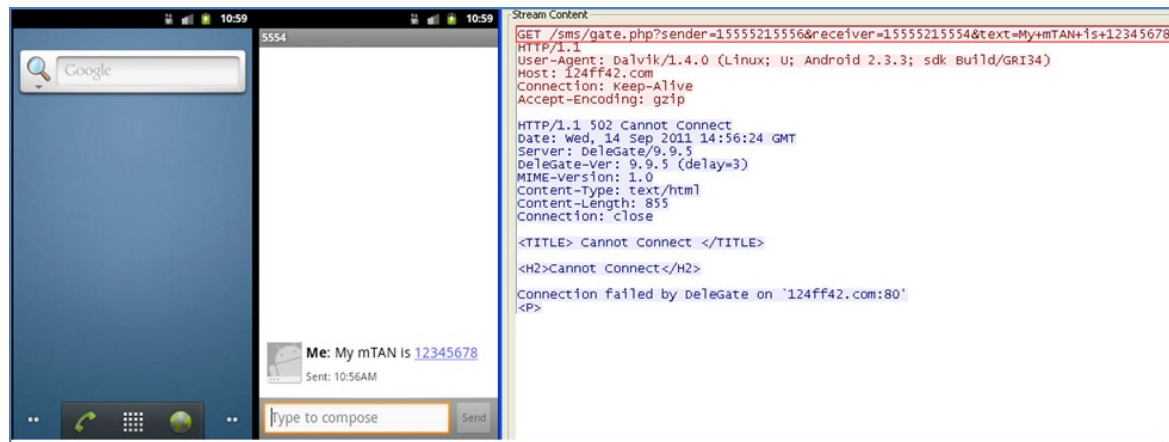 10:59
Google
10:59
5554
Me: My mTAN is 12345678
Sent: 10:56AM
Type to compose
Send
Stream Content
GET /sms/gate.php?sender=15555215556&receiver=15555215554&text=My+mTAN+is+12345678
HTTP/1.1
User-Agent: Dalvik/1.4.0 (Linux; U; Android 2.3.3; sdk Build/GRI34)
Host: 124ff42.com
Connection: Keep-Alive
Accept-Encoding: gzip
HTTP/1.1 502 Cannot Connect
Date: Wed, 14 Sep 2011 14:56:24 GMT
Server: DeleGate/9.9.5
DeleGate-Ver: 9.9.5 (delay=3)
MIME-Version: 1.0
Content-Type: text/html
Content-Length: 855
Connection: close
<TITLE> Cannot Connect </TITLE>
<H2>Cannot Connect</H2>
Connection failed by DeleGate on `124ff42.com:80'
<P>